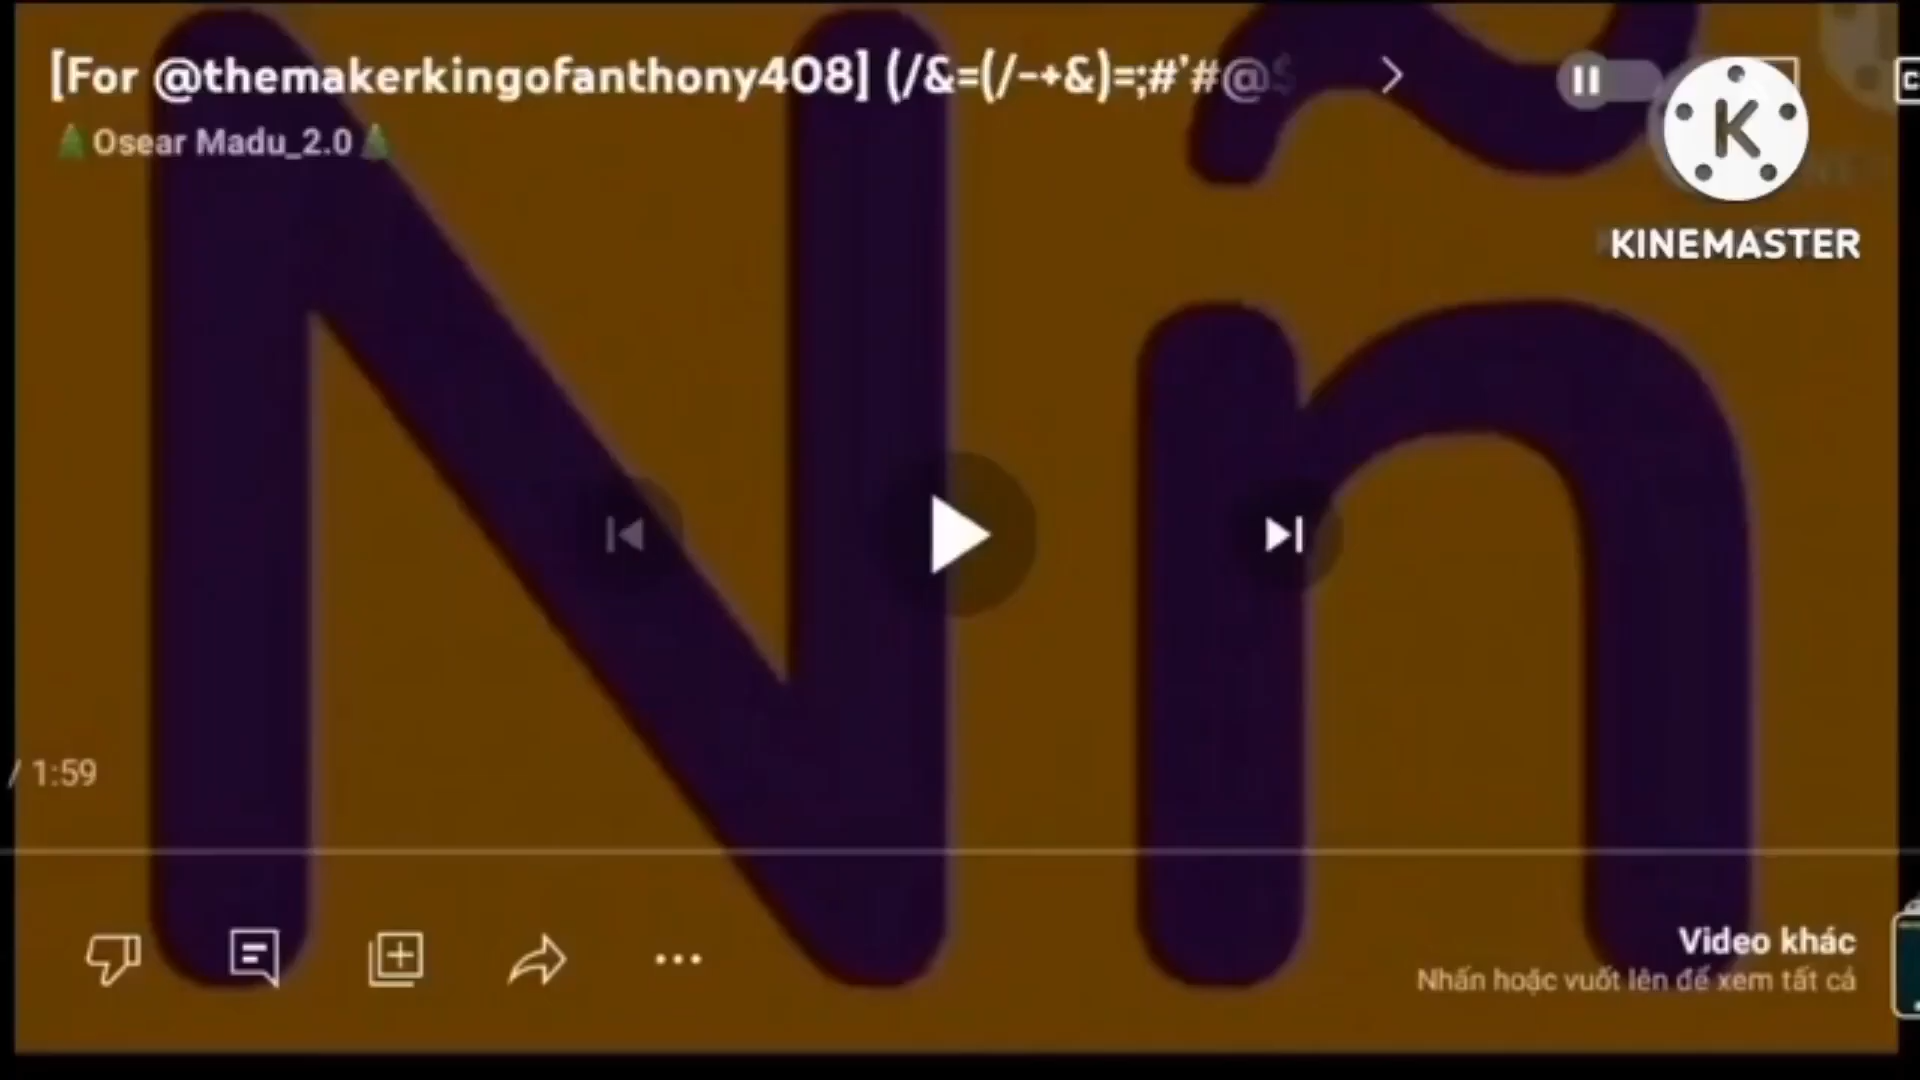 [For @themakerkingofanthony408] (/&=(/-+&)=;#'#@$
🌲Osear Madu_2.0🌲
K
KINEMASTER
Nñ
/ 1:59
Video khác
Nhấn hoặc vuốt lên để xem tất cả